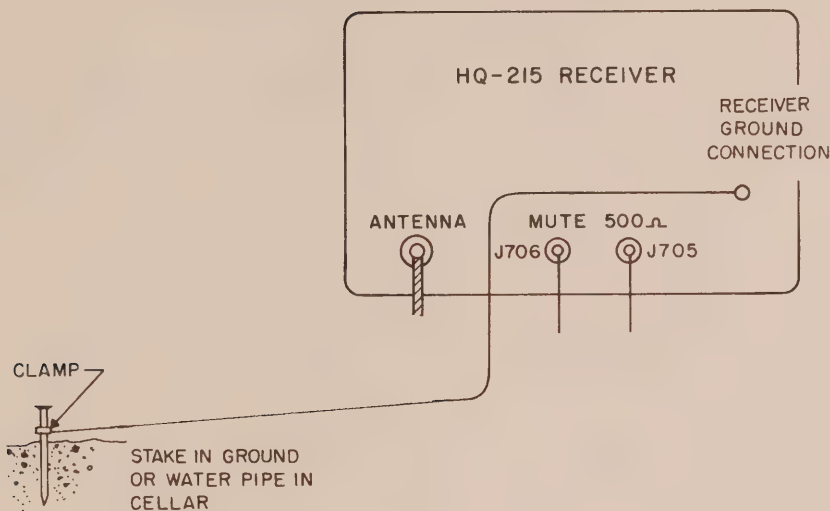 HQ-215 RECEIVER
RECEIVER
GROUND
CONNECTION
ANTENNA
MUTE 500Ω
J706
J705
CLAMP
STAKE IN GROUND
OR WATER PIPE IN
CELLAR